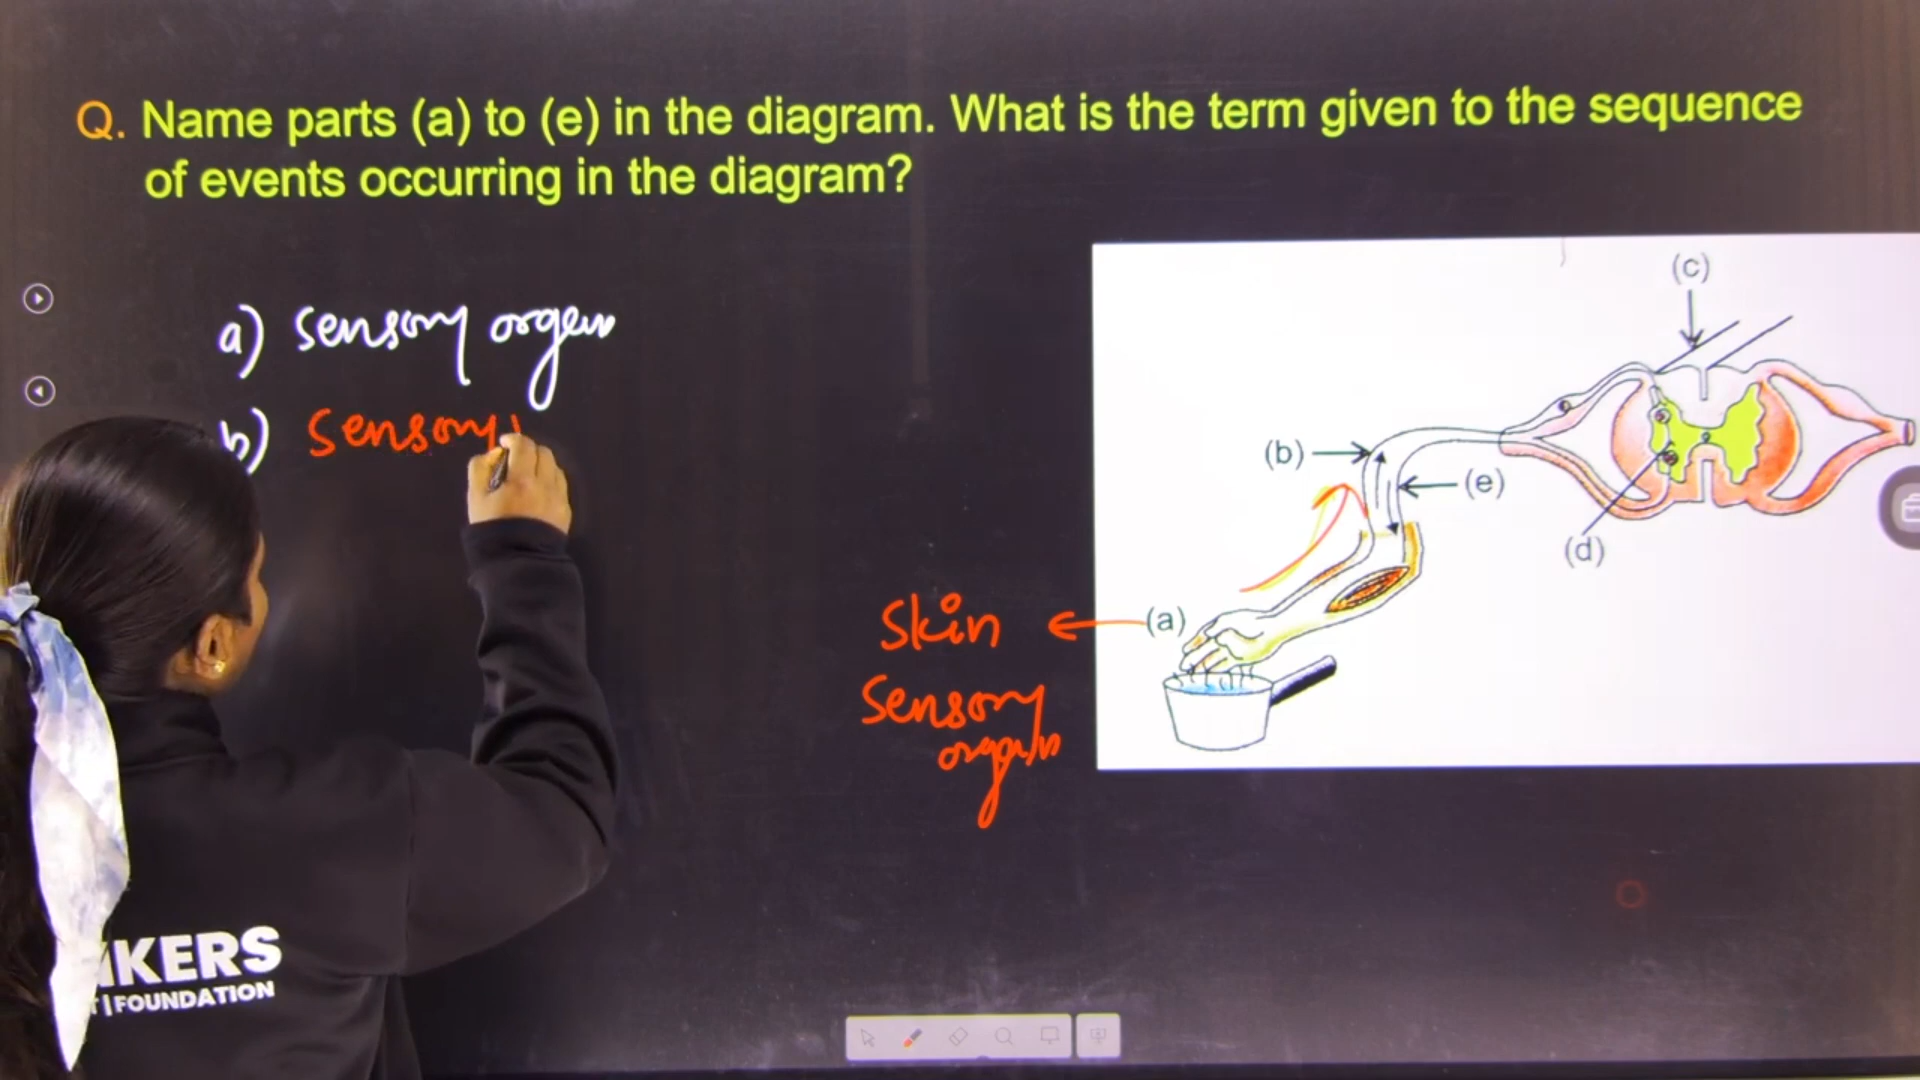 Q. Name parts (a) to (e) in the diagram. What is the term given to the sequence
of events occurring in the diagram?
a) sensory organ
b) sensory
(c)
(b)
(e)
(d)
skin
(a)
sensory
organ
FOUNDATION